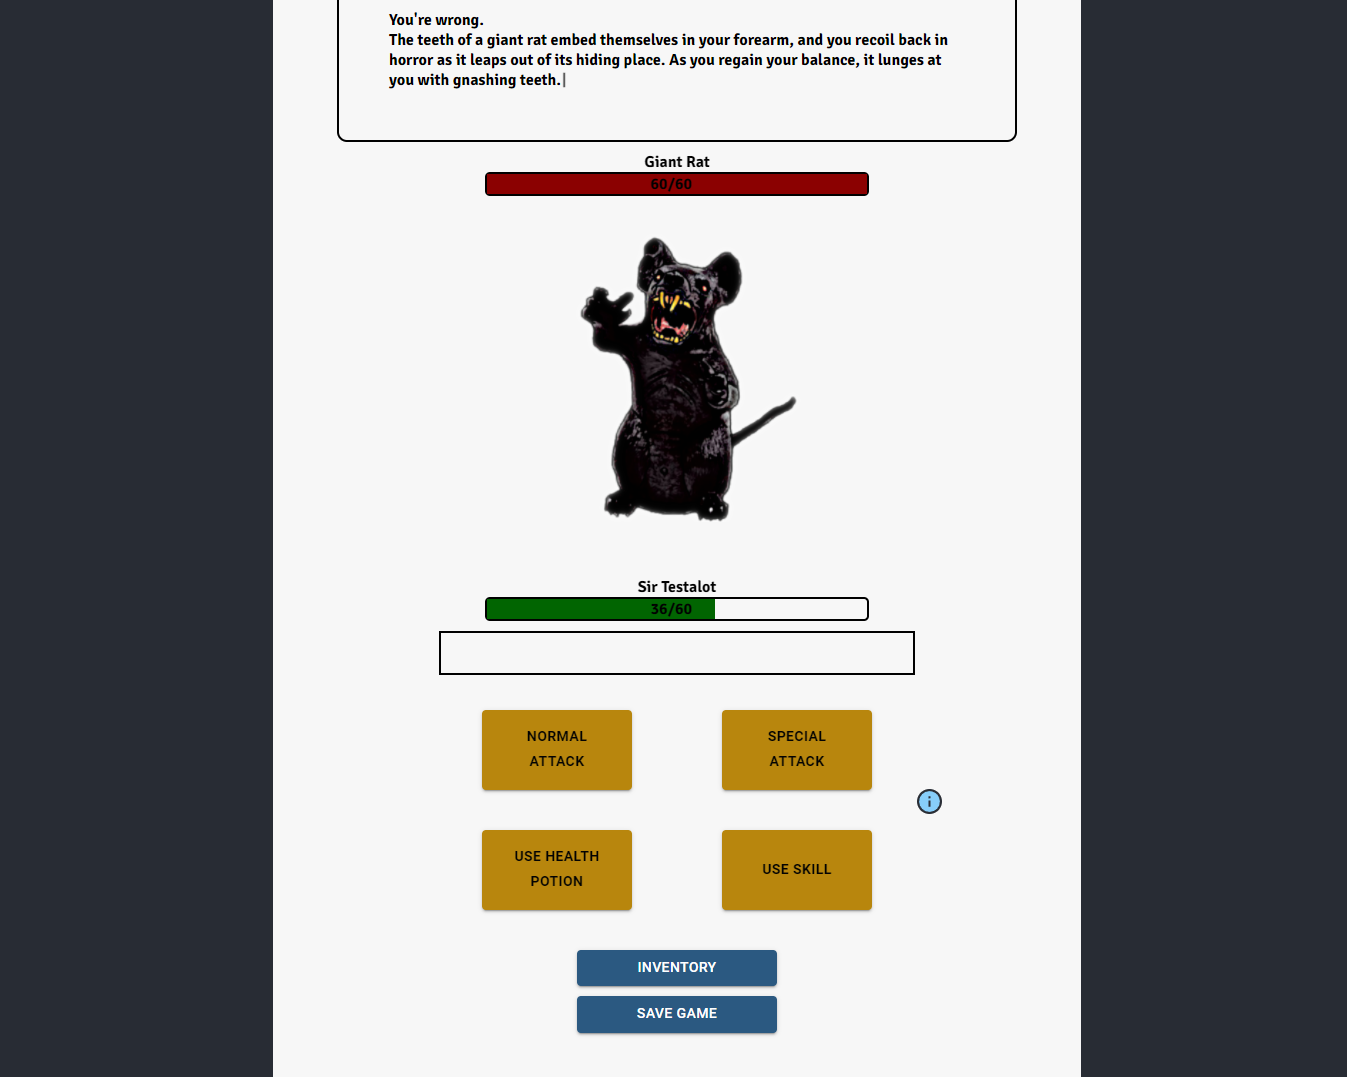 You're wrong.
The teeth of a giant rat embed themselves in your forearm, and you recoil back in
horror as it leaps out of its hiding place. As you regain your balance, it lunges at
you with gnashing teeth.|
Giant Rat
60/60
Sir Testalot
36/60
NORMAL
ATTACK
SPECIAL
ATTACK
i
USE HEALTH
POTION
USE SKILL
INVENTORY
SAVE GAME